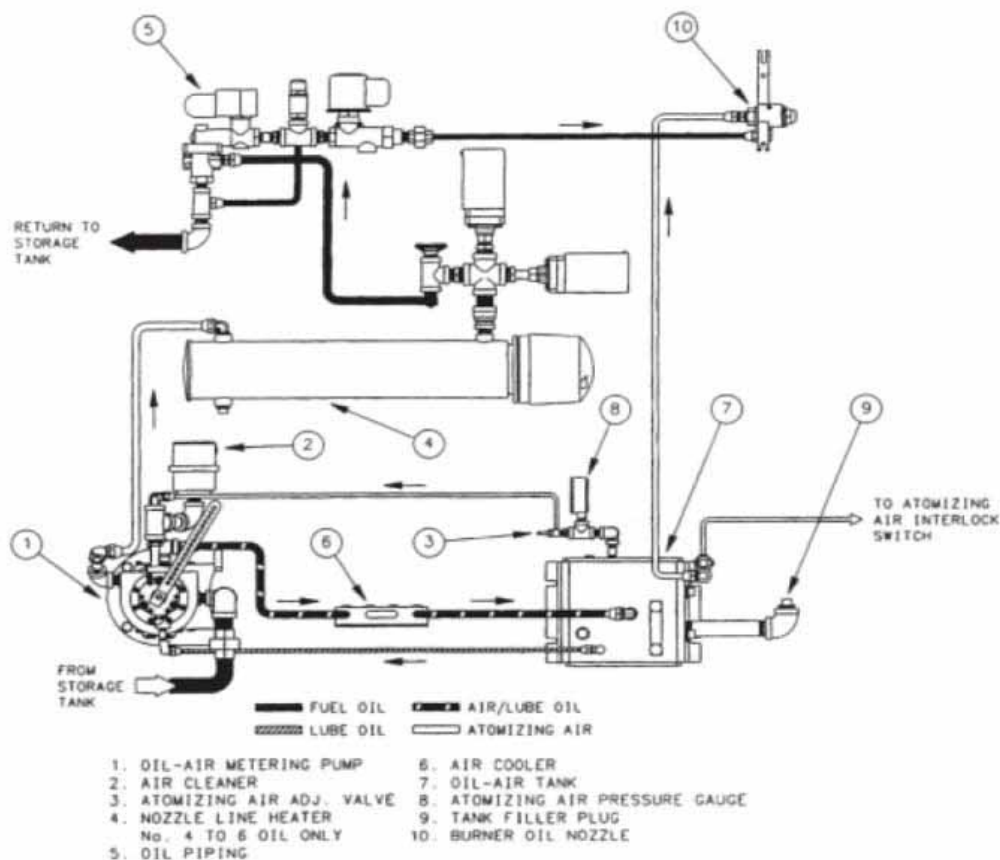 5
10
RETURN TO
STORAGE
TANK
2
4
8
7
9
TO ATOMIZING
AIR INTERLOCK
SWITCH
1
6
3
FROM
STORAGE
TANK
FUEL OIL
AIR/LUBE OIL
LUBE OIL
ATOMIZING AIR
1. OIL-AIR METERING PUMP
2. AIR CLEANER
3. ATOMIZING AIR ADJ. VALVE
4. NOZZLE LINE HEATER
No. 4 TO 6 OIL ONLY
5. OIL PIPING
6. AIR COOLER
7. OIL-AIR TANK
8. ATOMIZING AIR PRESSURE GAUGE
9. TANK FILLER PLUG
10. BURNER OIL NOZZLE